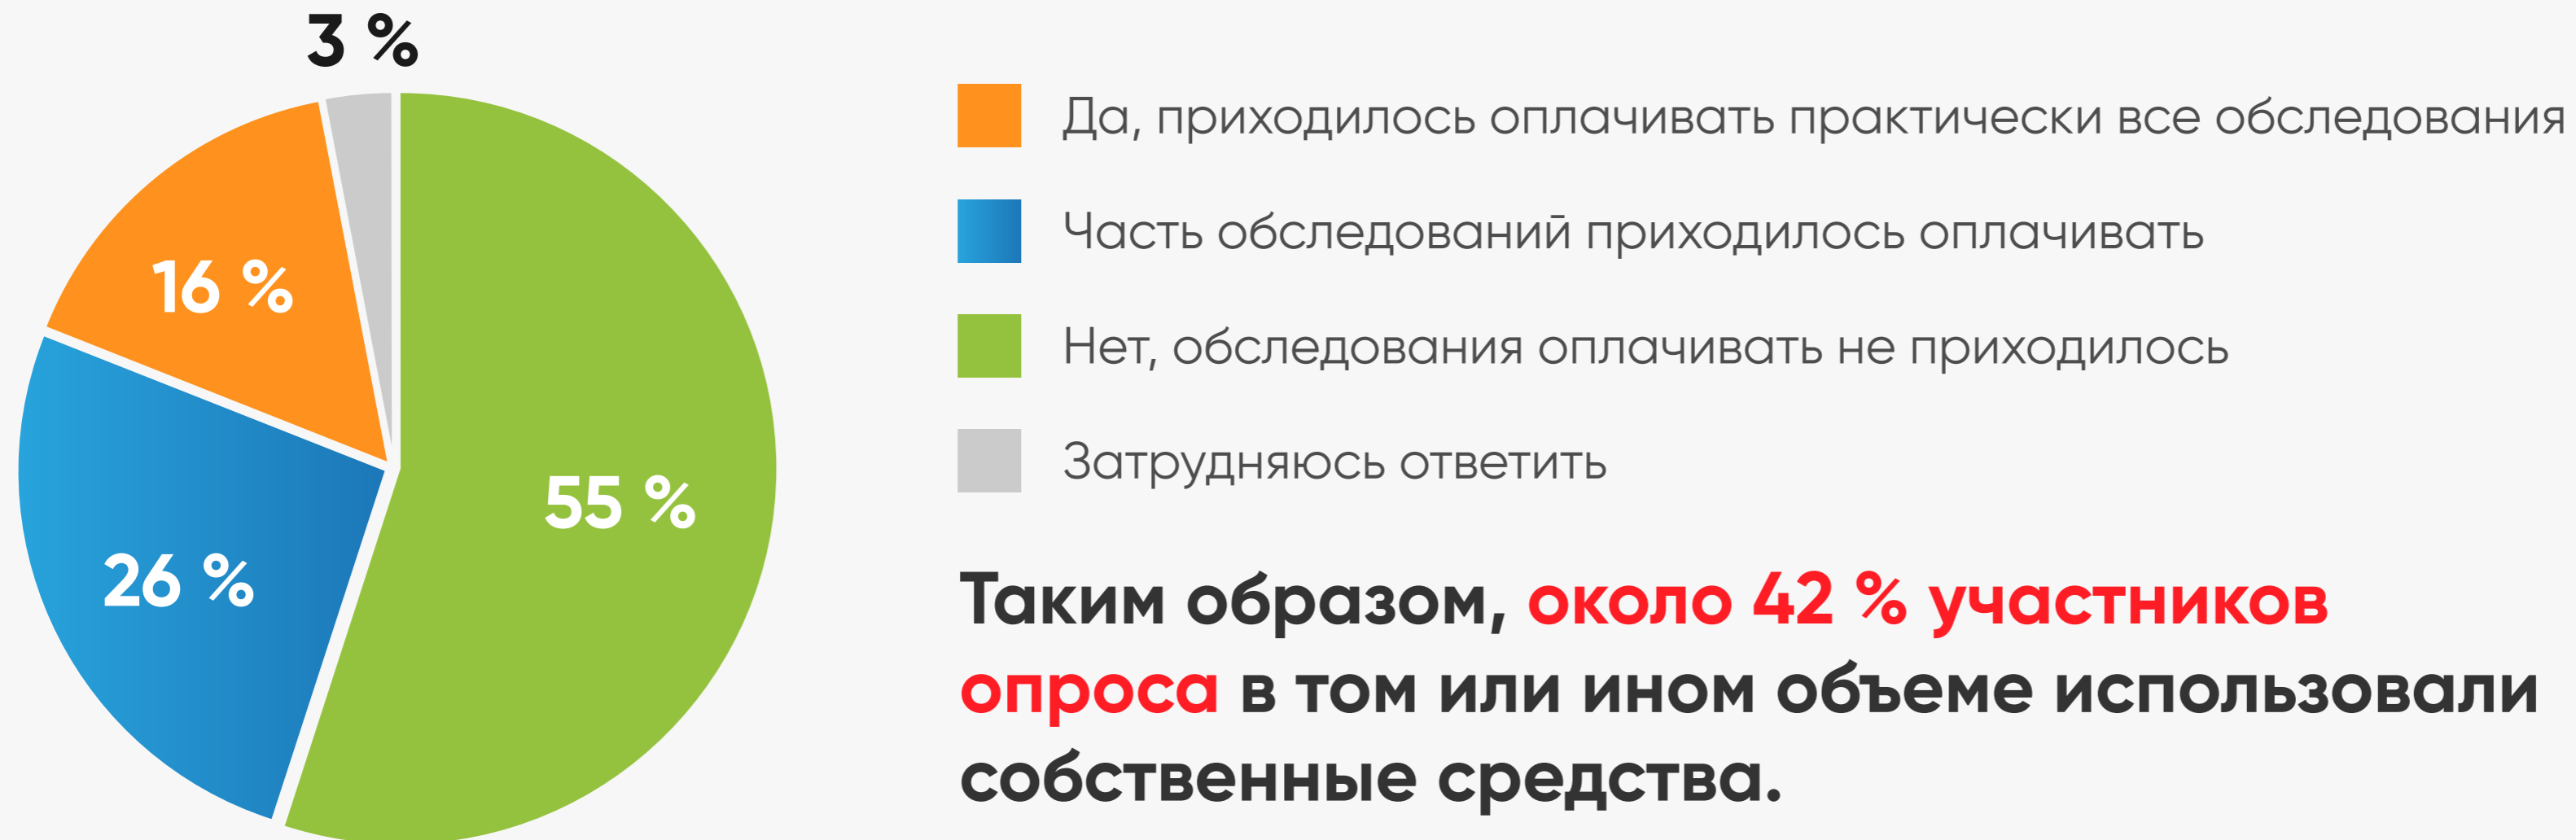 3 %
16 %
55 %
26 %
Да, приходилось оплачивать практически все обследования
Часть обследований приходилось оплачивать
Нет, обследования оплачивать не приходилось
Затрудняюсь ответить
Таким образом, около 42 % участников
опроса в том или ином объеме использовали
собственные средства.